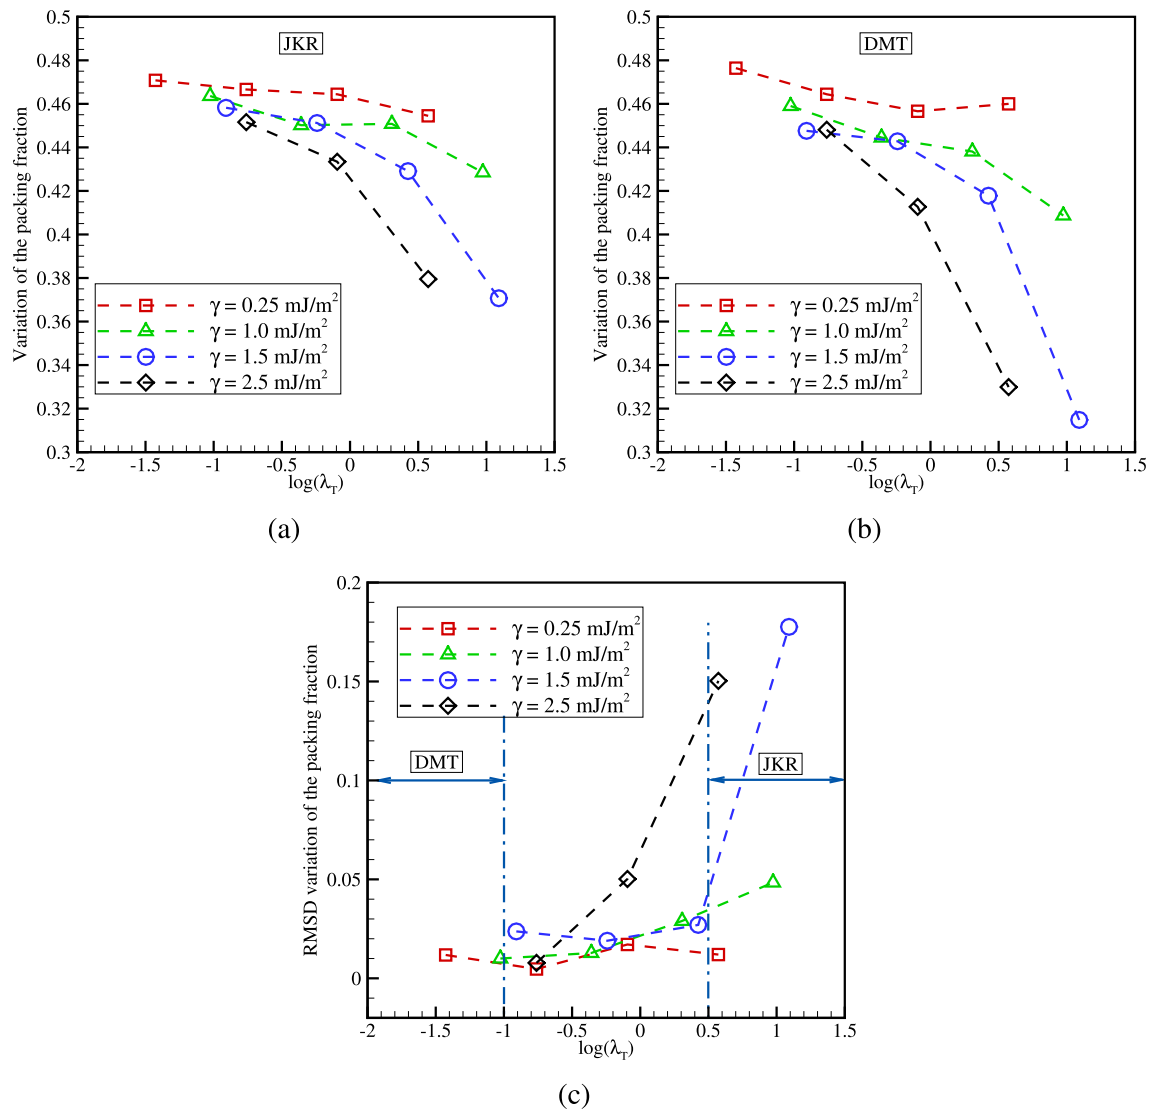 JKR
Variation of the packing fraction
0.5
0.48
0.46
0.44
0.42
0.4
0.38
0.36
0.34
0.32
0.3
γ = 0.25 mJ/m²
γ = 1.0 mJ/m²
γ = 1.5 mJ/m²
γ = 2.5 mJ/m²
-2 -1.5 -1 -0.5 0 0.5 1 1.5
log(λ_T)
(a)
DMT
Variation of the packing fraction
0.5
0.48
0.46
0.44
0.42
0.4
0.38
0.36
0.34
0.32
0.3
γ = 0.25 mJ/m²
γ = 1.0 mJ/m²
γ = 1.5 mJ/m²
γ = 2.5 mJ/m²
-2 -1.5 -1 -0.5 0 0.5 1 1.5
log(λ_T)
(b)
RMSD variation of the packing fraction
0.2
0.15
0.1
0.05
0
γ = 0.25 mJ/m²
γ = 1.0 mJ/m²
γ = 1.5 mJ/m²
γ = 2.5 mJ/m²
DMT
JKR
-2 -1.5 -1 -0.5 0 0.5 1 1.5
log(λ_T)
(c)